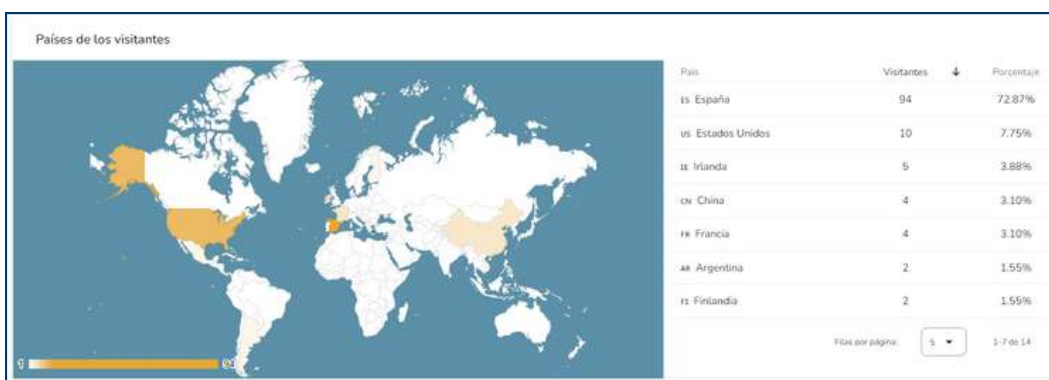 Países de los visitantes
País Visitantes ↓ Porcentaje
ES España 94 72.87%
US Estados Unidos 10 7.75%
IE Irlanda 5 3.88%
CN China 4 3.10%
FR Francia 4 3.10%
AR Argentina 2 1.55%
FI Finlandia 2 1.55%
1 94
Filas por página: 5 1-7 de 14